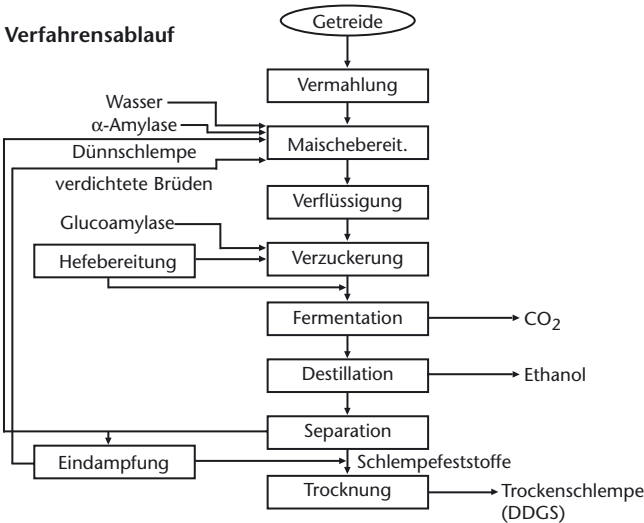 Verfahrensablauf
Getreide
Vermahlung
Wasser
α-Amylase
Maischebereit.
Dünnschlempe
verdichtete Brüden
Verflüssigung
Glucoamylase
Hefebereitung
Verzuckerung
Fermentation
CO2
Destillation
Ethanol
Separation
Eindampfung
Schlempefeststoffe
Trocknung
Trockenschlempe
(DDGS)